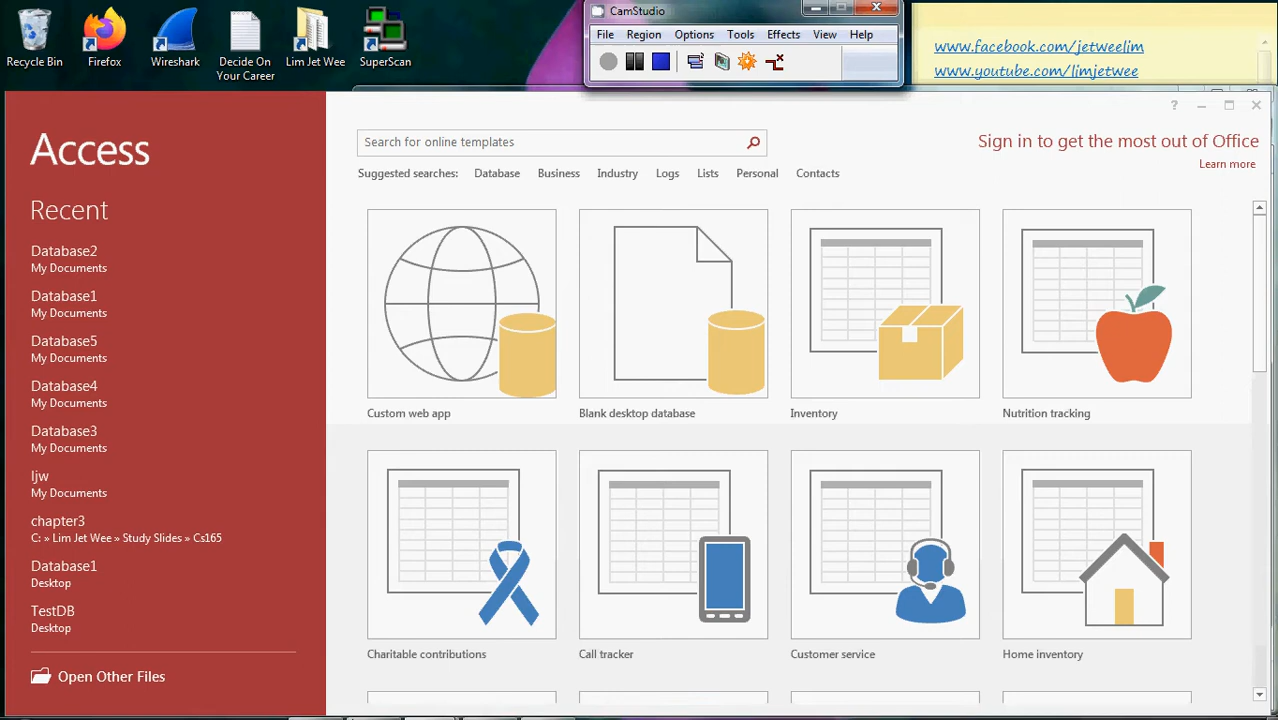 Recycle Bin
Firefox
Wireshark
Decide On
Your Career
Lim Jet Wee
SuperScan
CamStudio
File Region Options Tools Effects View Help
www.facebook.com/jetweelim
www.youtube.com/limjetwee
Access
Recent
Database2
My Documents
Database1
My Documents
Database5
My Documents
Database4
My Documents
Database3
My Documents
ljw
My Documents
chapter3
C: » Lim Jet Wee » Study Slides » Cs165
Database1
Desktop
TestDB
Desktop
Open Other Files
?
Search for online templates
Sign in to get the most out of Office
Learn more
Suggested searches: Database Business Industry Logs Lists Personal Contacts
Custom web app
Blank desktop database
Inventory
Nutrition tracking
Charitable contributions
Call tracker
Customer service
Home inventory